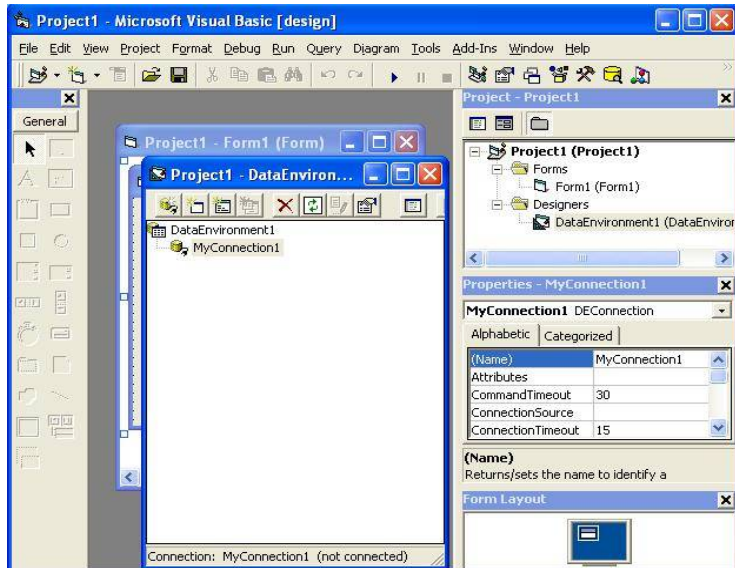 Project1 - Microsoft Visual Basic [design]
File Edit View Project Format Debug Run Query Diagram Tools Add-Ins Window Help
General
Project1 - Form1 (Form)
Project1 - DataEnviron...
DataEnvironment1
MyConnection1
Connection: MyConnection1 (not connected)
Project - Project1
Project1 (Project1)
Forms
Form1 (Form1)
Designers
DataEnvironment1 (DataEnviror
Properties - MyConnection1
MyConnection1 DEConnection
Alphabetic Categorized
(Name) MyConnection1
Attributes
CommandTimeout 30
ConnectionSource
ConnectionTimeout 15
(Name)
Returns/sets the name to identify a
Form Layout